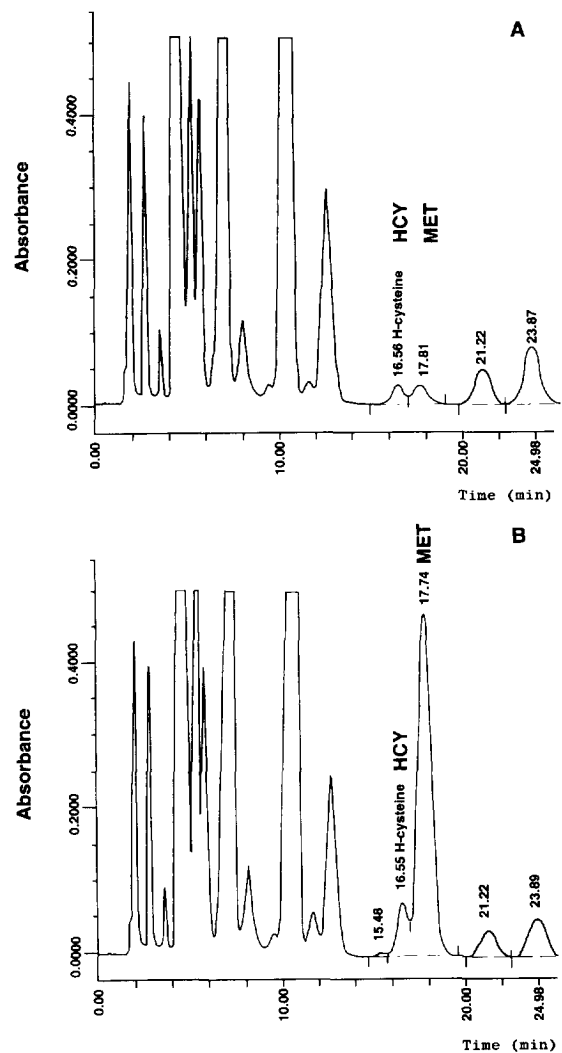 A
Absorbance
0.4000
0.2000
0.0000
HCY
MET
16.56 H-cysteine
17.81
21.22
23.87
0.00
10.00
20.00
24.98
Time (min)
B
Absorbance
0.4000
0.2000
0.0000
17.74 MET
16.55 H-cysteine HCY
15.48
21.22
23.89
0.00
10.00
20.00
24.98
Time (min)